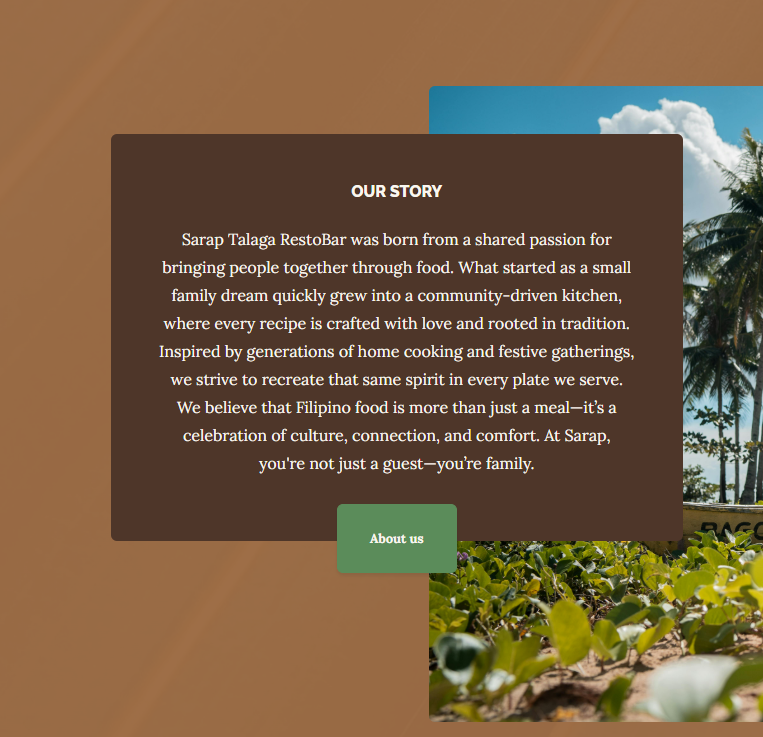 OUR STORY
Sarap Talaga RestoBar was born from a shared passion for
bringing people together through food. What started as a small
family dream quickly grew into a community-driven kitchen,
where every recipe is crafted with love and rooted in tradition.
Inspired by generations of home cooking and festive gatherings,
we strive to recreate that same spirit in every plate we serve.
We believe that Filipino food is more than just a meal—it’s a
celebration of culture, connection, and comfort. At Sarap,
you're not just a guest—you’re family.
About us